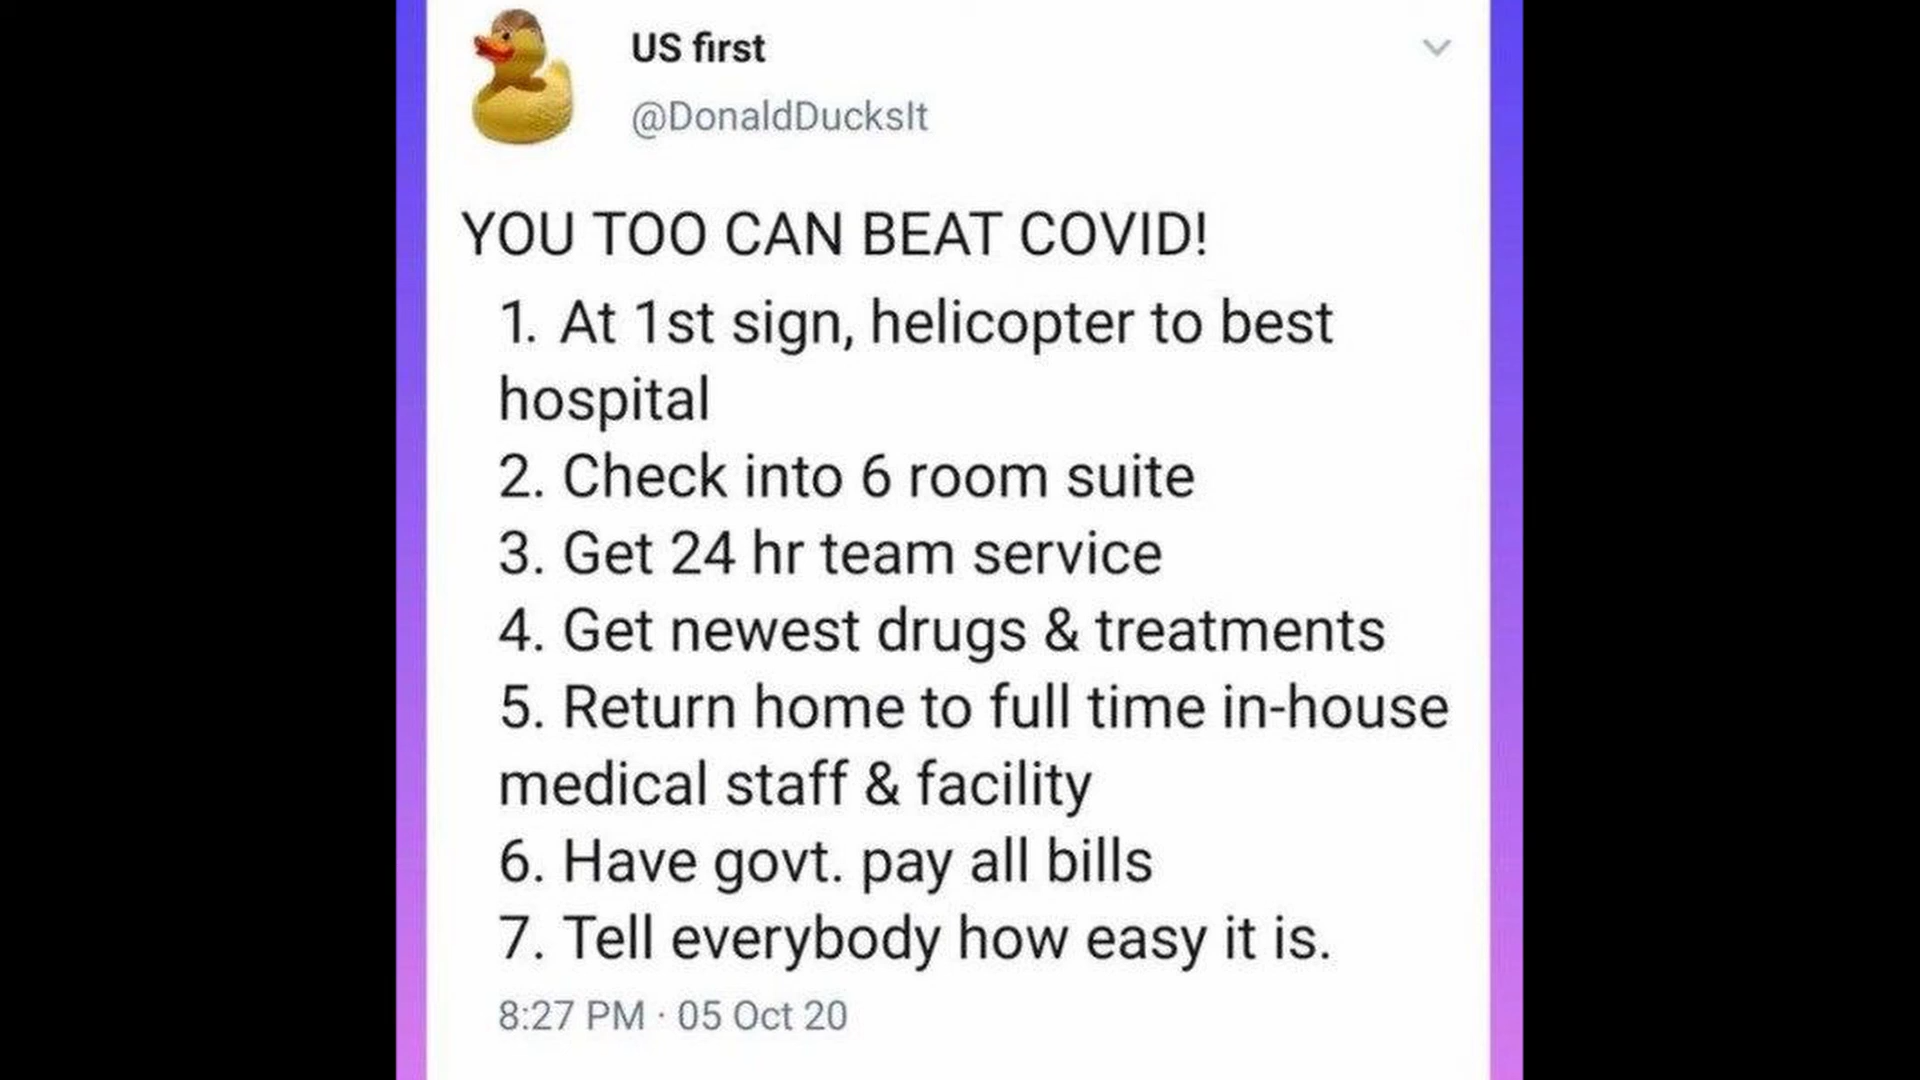 US first
@DonaldDucksIt
YOU TOO CAN BEAT COVID!
1. At 1st sign, helicopter to best
hospital
2. Check into 6 room suite
3. Get 24 hr team service
4. Get newest drugs & treatments
5. Return home to full time in-house
medical staff & facility
6. Have govt. pay all bills
7. Tell everybody how easy it is.
8:27 PM · 05 Oct 20